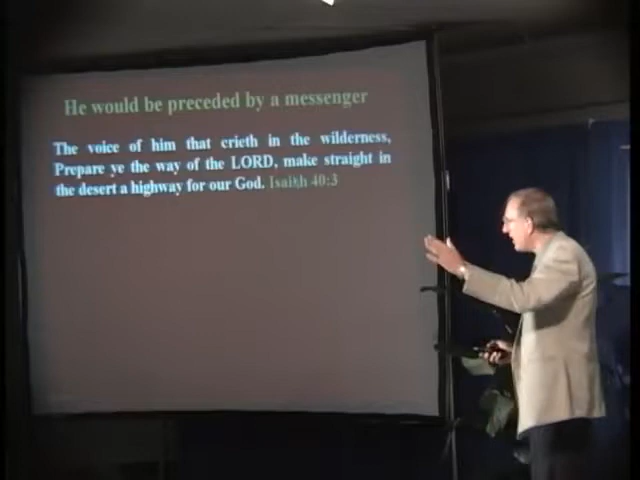 He would be preceded by a messenger
The voice of him that crieth in the wilderness,
Prepare ye the way of the LORD, make straight in
the desert a highway for our God. Isaiah 40:3